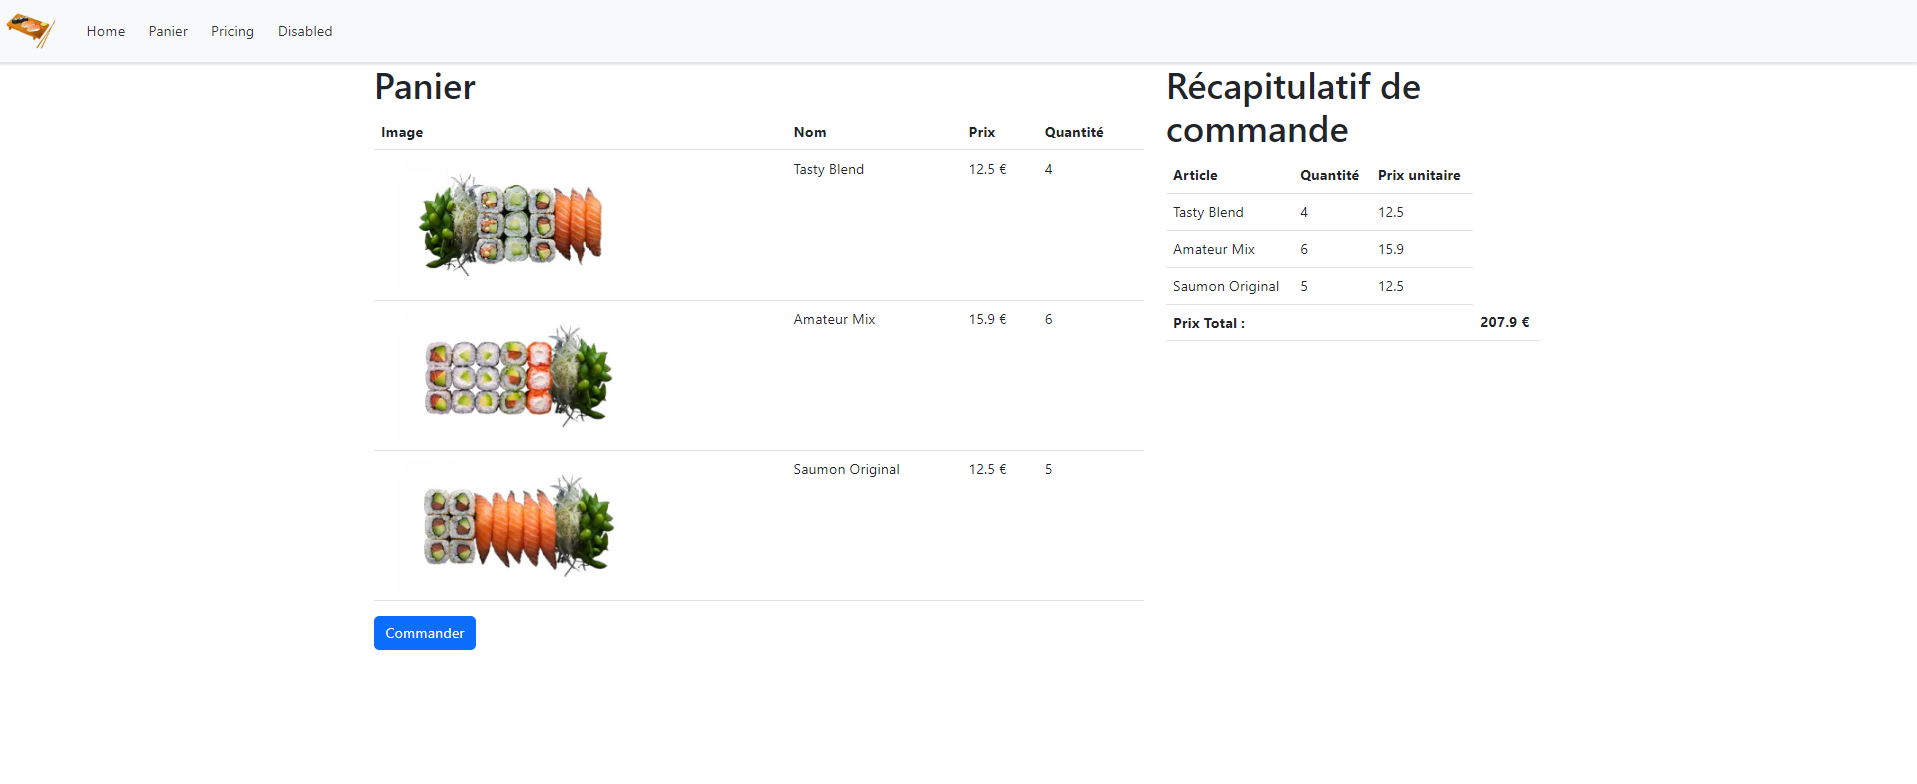 Home Panier Pricing Disabled
Panier
Image Nom Prix Quantité
Tasty Blend 12.5 € 4
Amateur Mix 15.9 € 6
Saumon Original 12.5 € 5
Commander
Récapitulatif de
commande
Article Quantité Prix unitaire
Tasty Blend 4 12.5
Amateur Mix 6 15.9
Saumon Original 5 12.5
Prix Total : 207.9 €